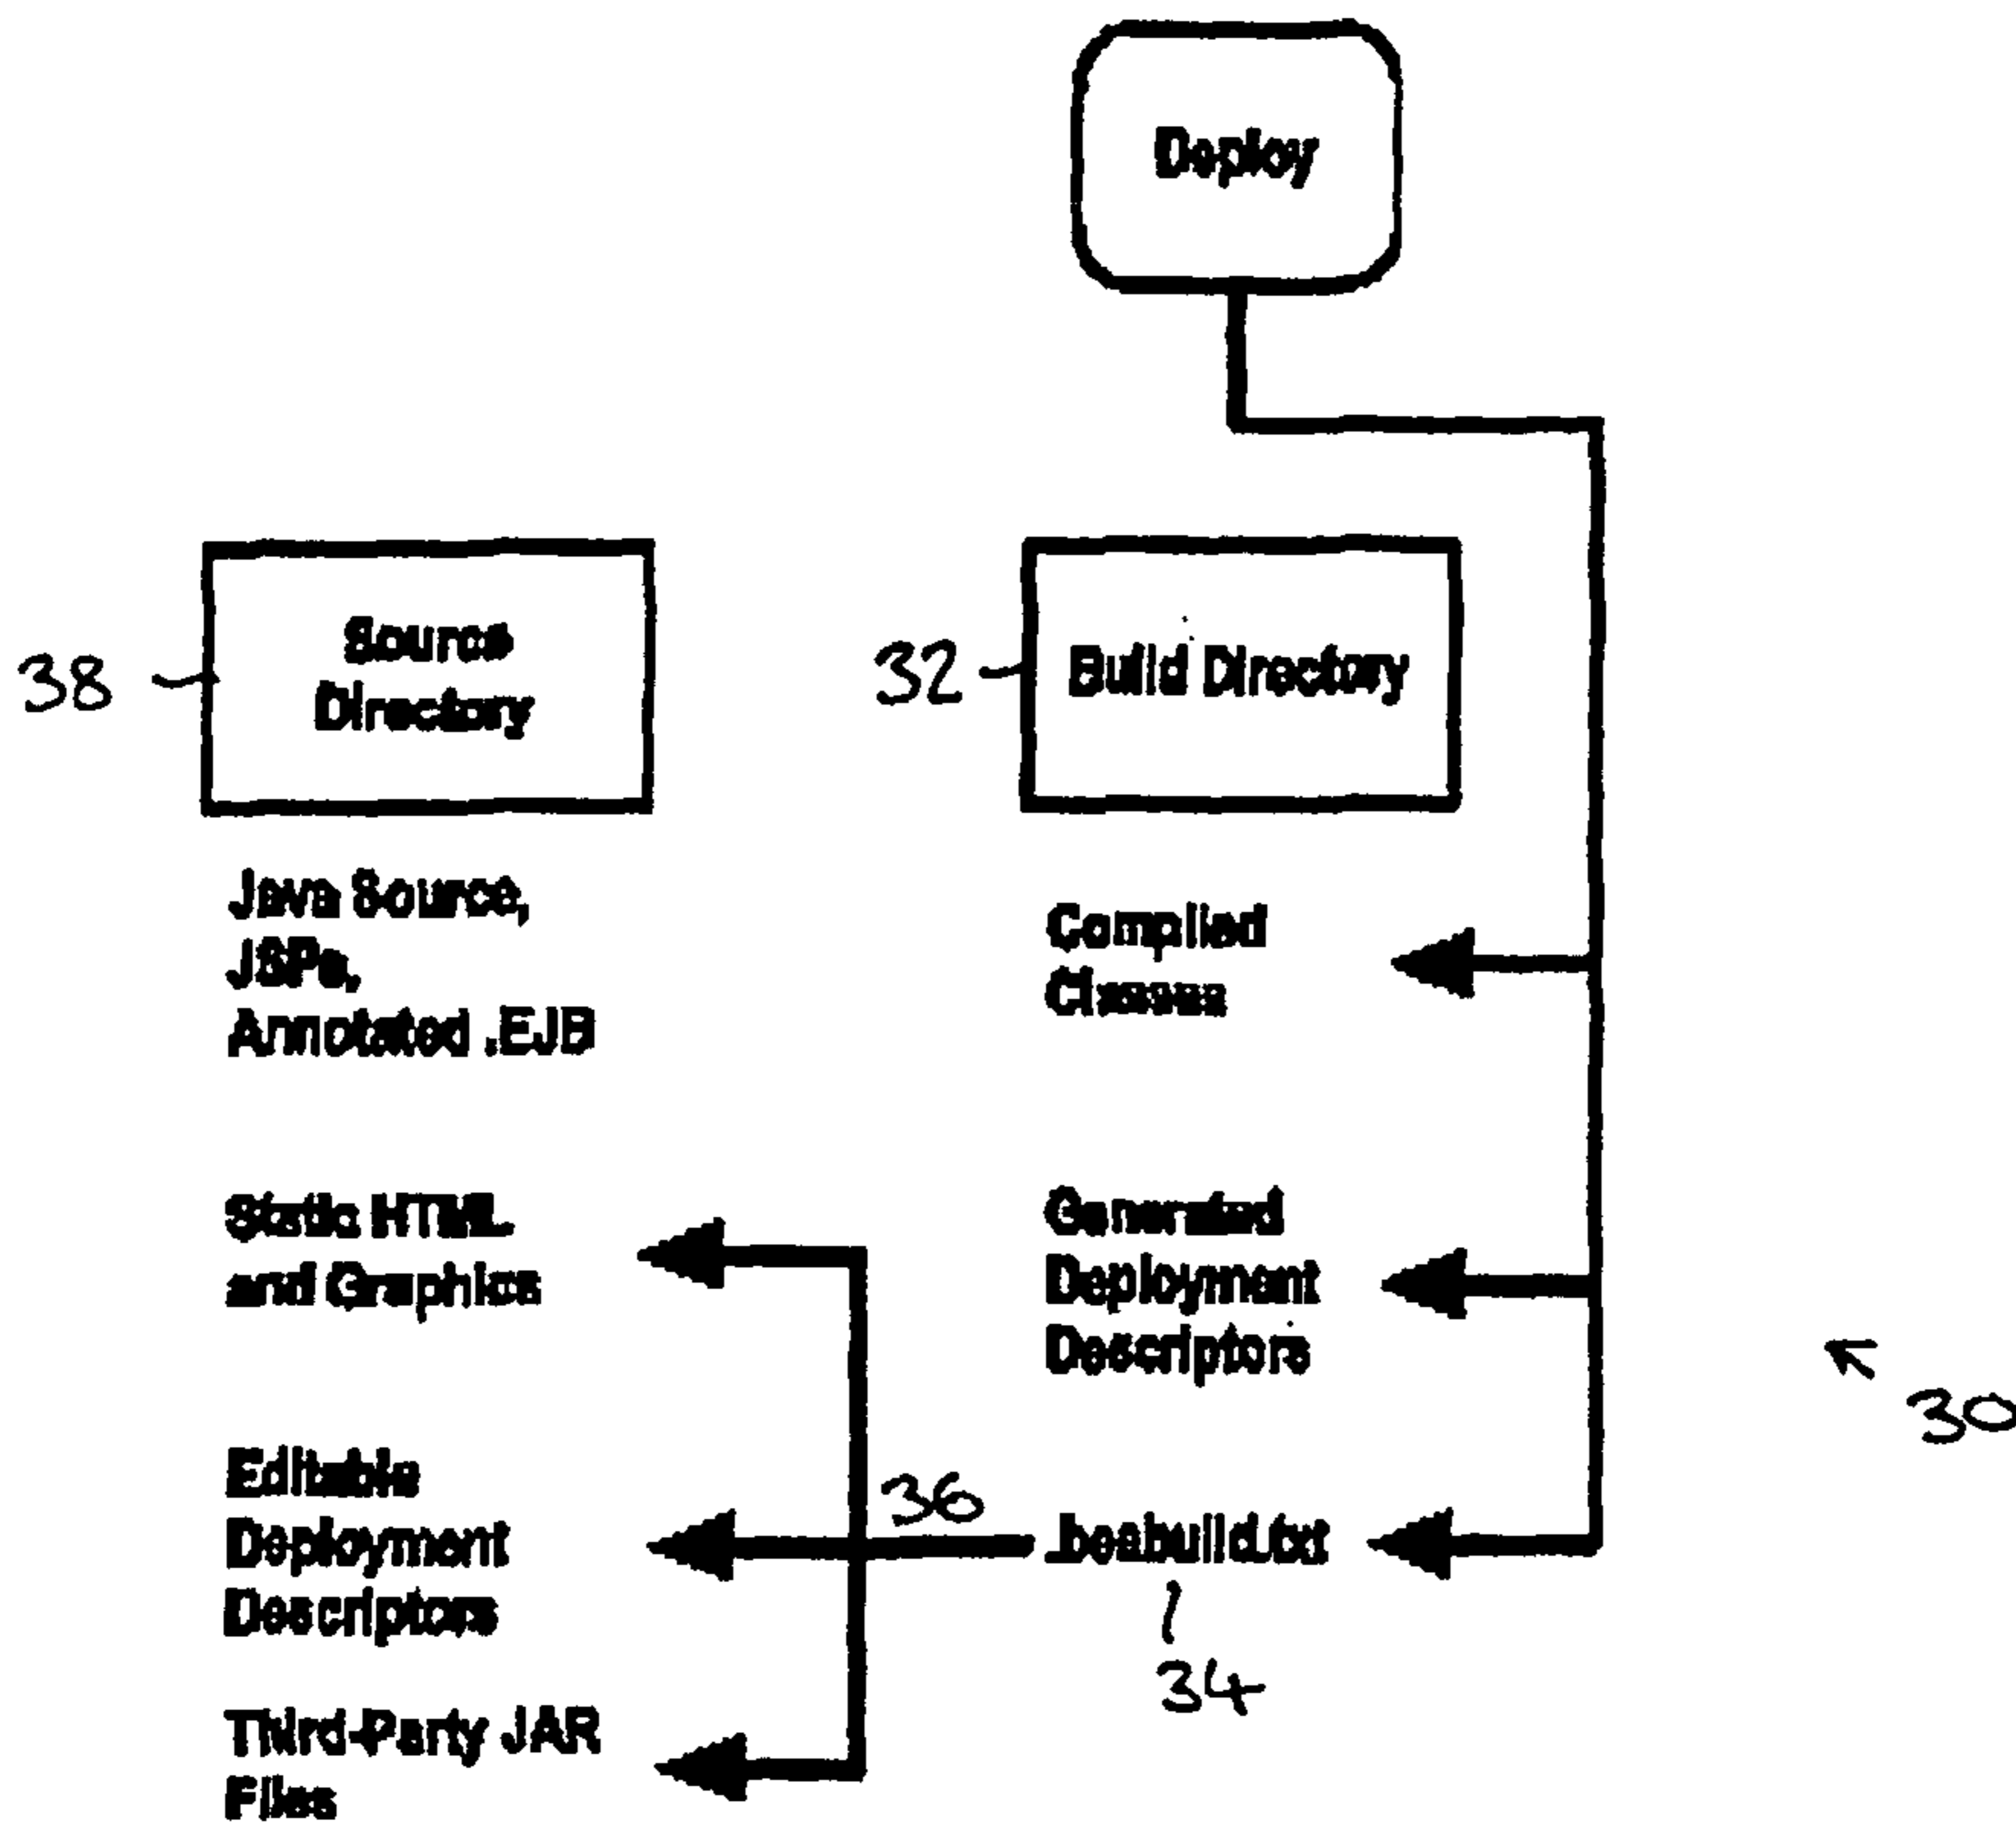 Deploy
Source
Directory
38
32
Build Directory
Java Source,
JSPs,
Annotated .EJB
Compiled
Classes
Static HTML
and Graphics
Generated
Deployment
Descriptors
30
Editable
Deployment
Descriptors
36
.beabuild.txt
34
Third-Party JAR
Files